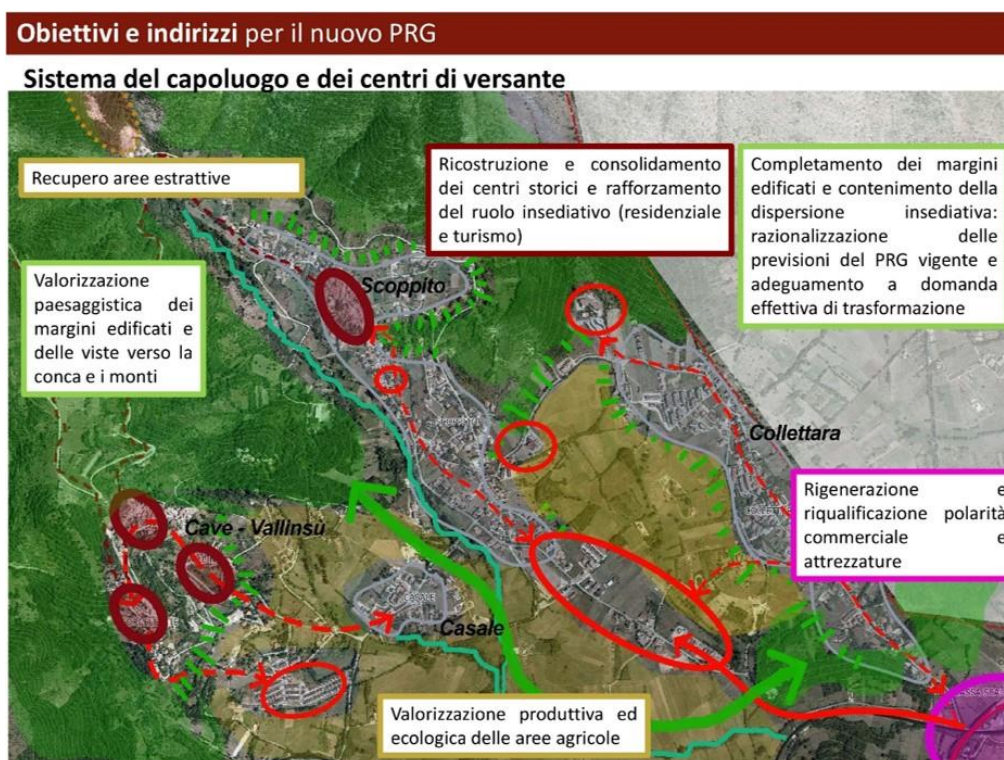 Obiettivi e indirizzi per il nuovo PRG
Sistema del capoluogo e dei centri di versante
Recupero aree estrattive
Ricostruzione e consolidamento
dei centri storici e rafforzamento
del ruolo insediativo (residenziale
e turismo)
Completamento dei margini
edificati e contenimento della
dispersione insediativa:
razionalizzazione delle
previsioni del PRG vigente e
adeguamento a domanda
effettiva di trasformazione
Valorizzazione
paesaggistica dei
margini edificati e
delle viste verso la
conca e i monti
Scoppito
Collettara
Rigenerazione e
riqualificazione polarità
commerciale e
attrezzature
Cave - Vallinsù
CASALE
Casale
Valorizzazione produttiva ed
ecologica delle aree agricole